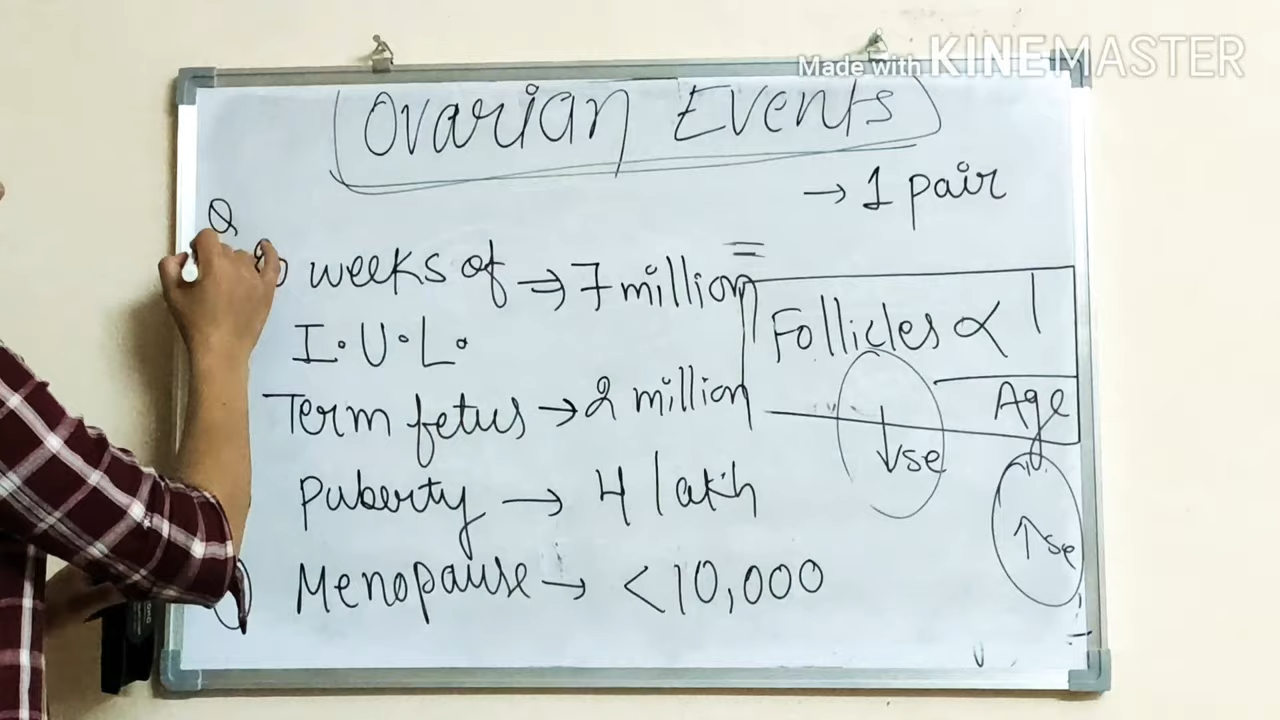 Made with KINEMASTER
Ovarian Events
→ 1 pair
Q
weeks of → 7 million
I.U.L.
Term fetus → 2 million
Puberty → 4 lakh
Menopause → <10,000
Follicles ∝ 1
Age
↓se
↑se